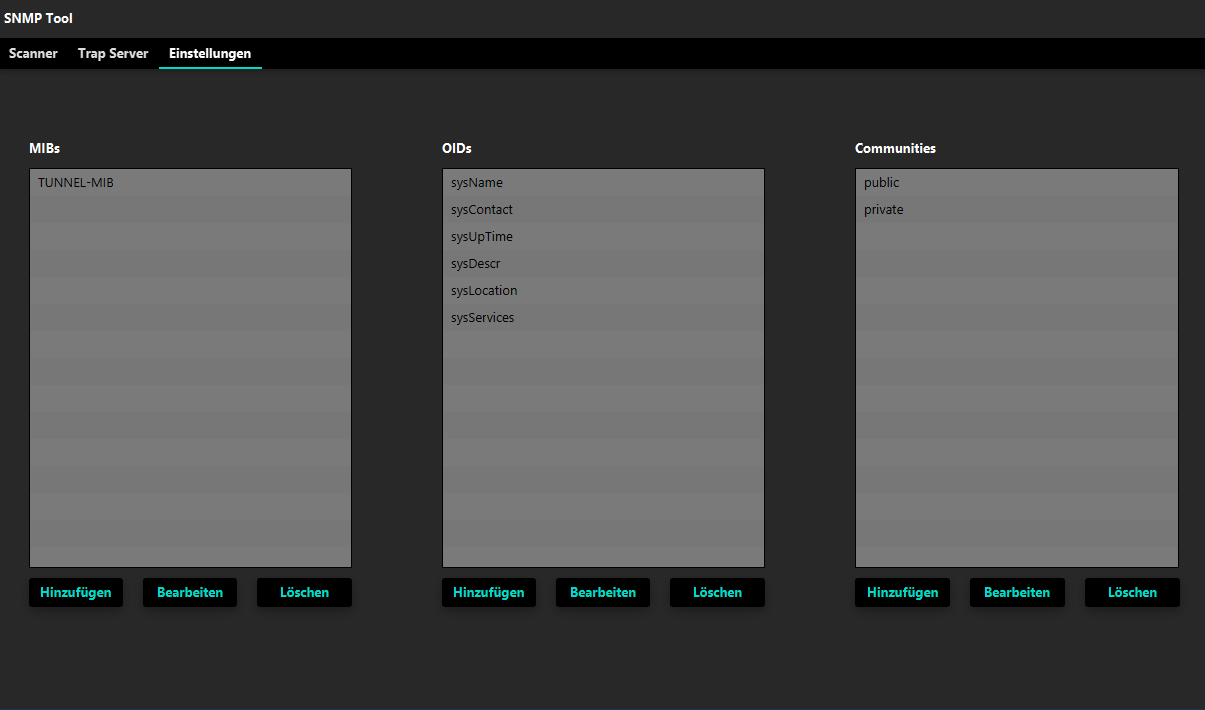 SNMP Tool
Scanner Trap Server Einstellungen
MIBs
TUNNEL-MIB
Hinzufügen Bearbeiten Löschen
OIDs
sysName
sysContact
sysUpTime
sysDescr
sysLocation
sysServices
Hinzufügen Bearbeiten Löschen
Communities
public
private
Hinzufügen Bearbeiten Löschen